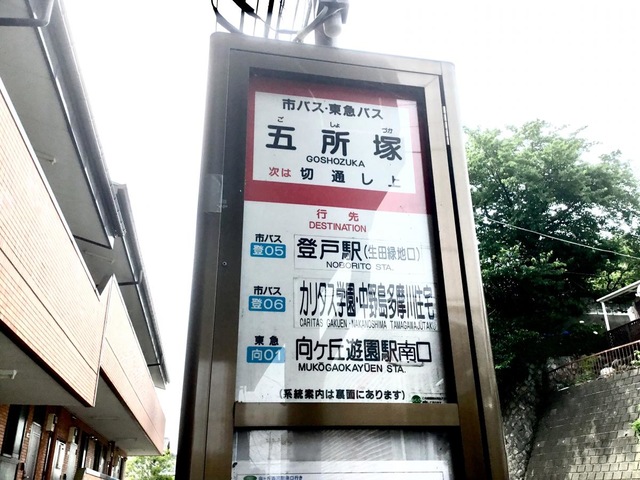 市バス・東急バス
ご しょ づか
五所塚
GOSHOZUKA
次は 切通し上
行先
DESTINATION
市バス
登05 登戸駅(生田緑地口)
NOBORITO STA.
市バス
登06 カリタス学園・中野島多摩川住宅
CARITAS GAKUEN・NAKANOSHIMA TAMAGAWAJUTAKU
東急
向01 向ヶ丘遊園駅南口
MUKŌGAOKAYŪEN STA.
(系統案内は裏面にあります)